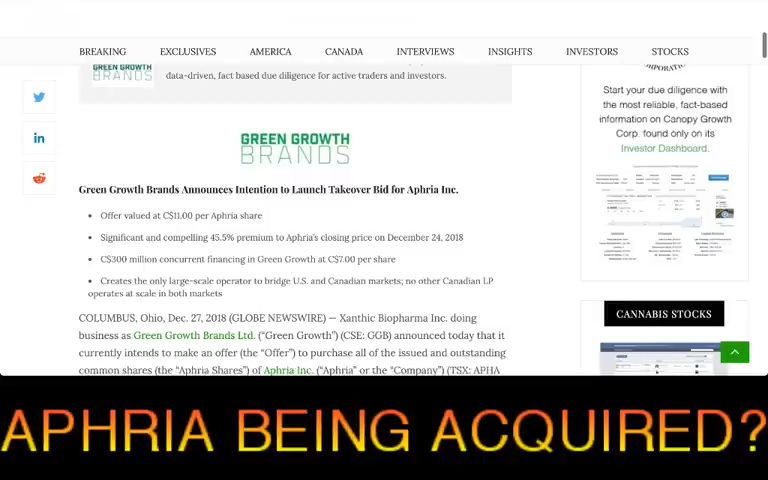 BREAKING EXCLUSIVES AMERICA CANADA INTERVIEWS INSIGHTS INVESTORS STOCKS
GREEN GROWTH
data-driven, fact based due diligence for active traders and investors.
GREEN GROWTH
BRANDS
Green Growth Brands Announces Intention to Launch Takeover Bid for Aphria Inc.
Offer valued at C$11.00 per Aphria share
Significant and compelling 45.5% premium to Aphria's closing price on December 24, 2018
C$300 million concurrent financing in Green Growth at C$7.00 per share
Creates the only large-scale operator to bridge U.S. and Canadian markets; no other Canadian LP
operates at scale in both markets
COLUMBUS, Ohio, Dec. 27, 2018 (GLOBE NEWSWIRE) — Xanthic Biopharma Inc. doing
business as Green Growth Brands Ltd. (“Green Growth”) (CSE: GGB) announced today that it
currently intends to make an offer (the “Offer”) to purchase all of the issued and outstanding
common shares (the “Aphria Shares”) of Aphria Inc. (“Aphria” or the “Company”) (TSX: APHA
Start your due diligence with
the most reliable, fact-based
information on Canopy Growth
Corp. found only on its
Investor Dashboard.
CANNABIS STOCKS
APHRIA BEING ACQUIRED?